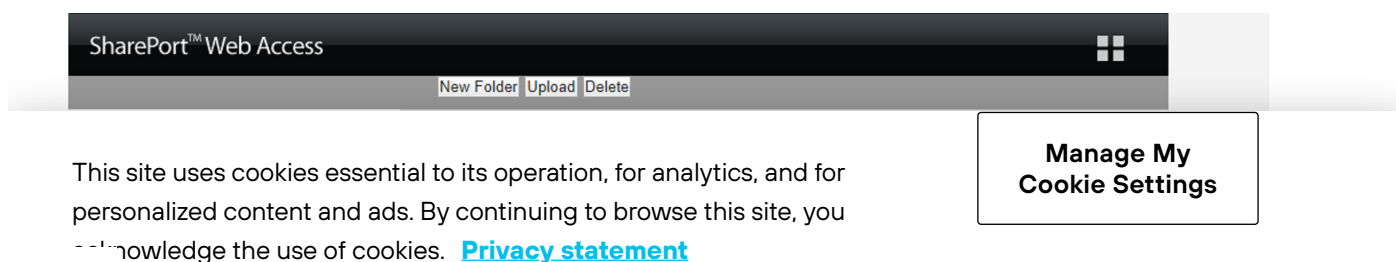 SharePort™ Web Access
New Folder Upload Delete
This site uses cookies essential to its operation, for analytics, and for
personalized content and ads. By continuing to browse this site, you
acknowledge the use of cookies. Privacy statement
Manage My
Cookie Settings